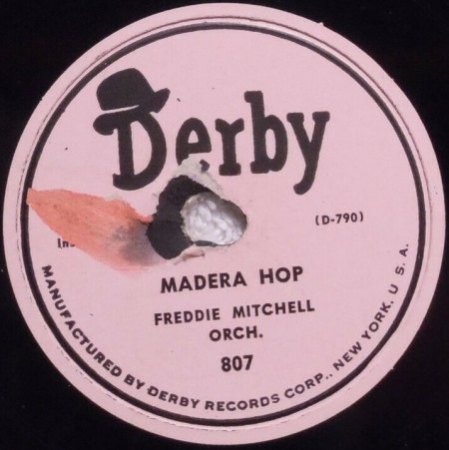 Derby
(D-790)
MADERA HOP
FREDDIE MITCHELL
ORCH.
807
MANUFACTURED BY DERBY RECORDS CORP., NEW YORK, U. S. A.